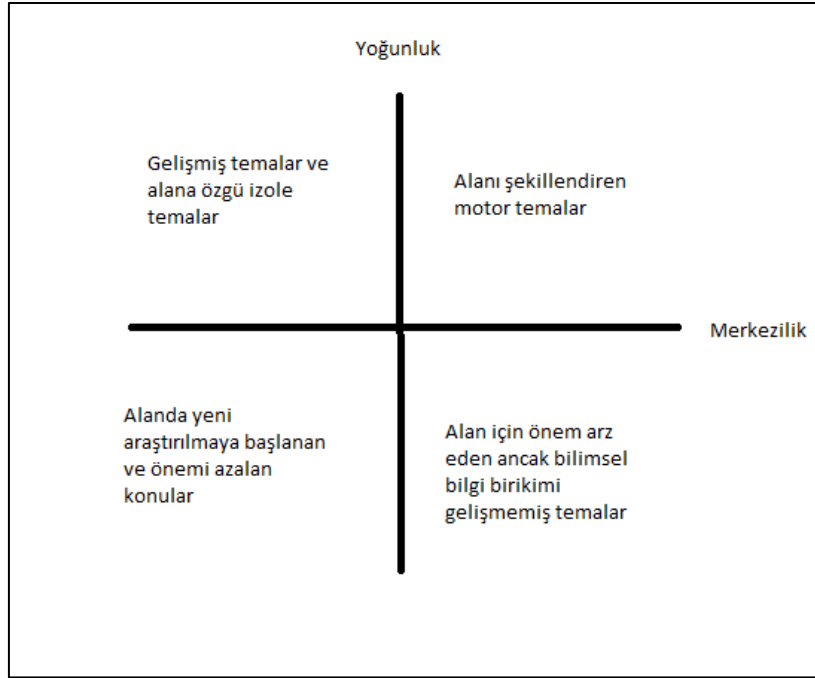 Yoğunluk
Gelişmiş temalar ve
alana özgü izole
temalar
Alanı şekillendiren
motor temalar
Merkezilik
Alanda yeni
araştırılmaya başlanan
ve önemi azalan
konular
Alan için önem arz
eden ancak bilimsel
bilgi birikimi
gelişmemiş temalar